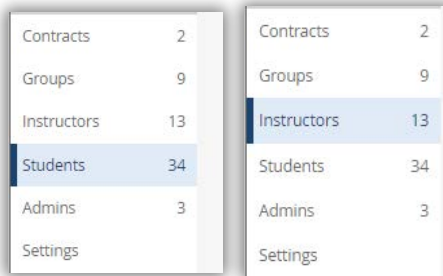 Contracts 2
Groups 9
Instructors 13
Students 34
Admins 3
Settings
Contracts 2
Groups 9
Instructors 13
Students 34
Admins 3
Settings